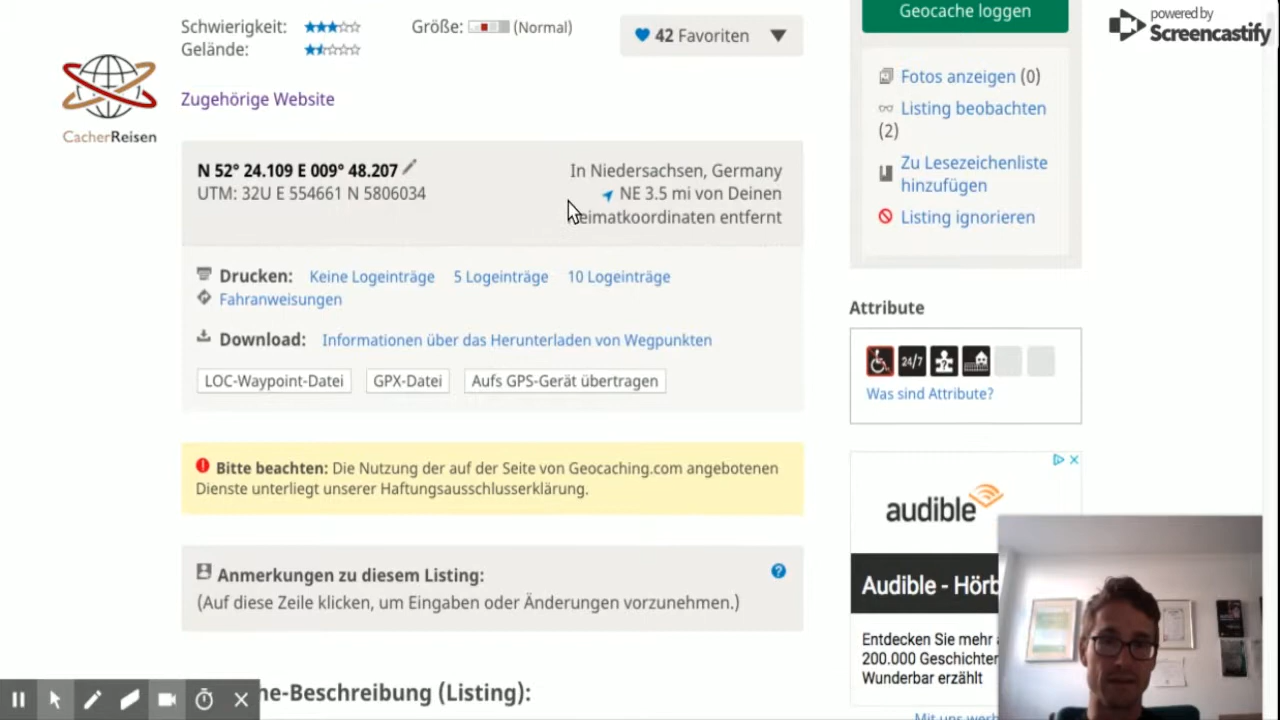 Schwierigkeit:
Größe: (Normal)
Gelände:
42 Favoriten
Geocache loggen
powered by
Screencastify
CacherReisen
Zugehörige Website
Fotos anzeigen (0)
Listing beobachten
(2)
Zu Lesezeichenliste
hinzufügen
Listing ignorieren
N 52° 24.109 E 009° 48.207
UTM: 32U E 554661 N 5806034
In Niedersachsen, Germany
NE 3.5 mi von Deinen
eimatkoordinaten entfernt
Drucken: Keine Logeinträge 5 Logeinträge 10 Logeinträge
Fahranweisungen
Download: Informationen über das Herunterladen von Wegpunkten
LOC-Waypoint-Datei GPX-Datei Aufs GPS-Gerät übertragen
Attribute
24/7
Was sind Attribute?
Bitte beachten: Die Nutzung der auf der Seite von Geocaching.com angebotenen
Dienste unterliegt unserer Haftungsausschlusserklärung.
audible
Audible - Hörb
Entdecken Sie mehr
200.000 Geschichten
Wunderbar erzählt
Anmerkungen zu diesem Listing:
(Auf diese Zeile klicken, um Eingaben oder Änderungen vorzunehmen.)
he-Beschreibung (Listing):